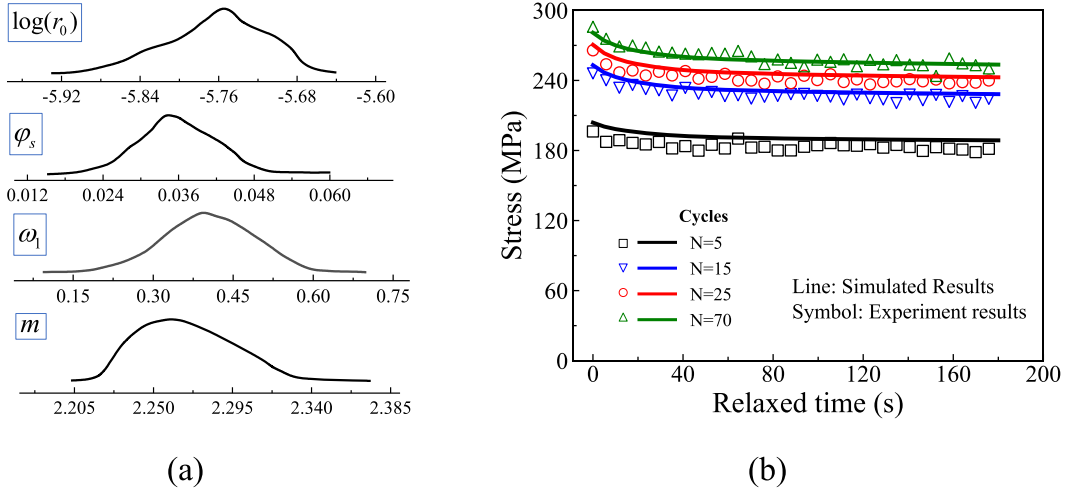 log(r₀)
-5.92 -5.84 -5.76 -5.68 -5.60
φₛ
0.012 0.024 0.036 0.048 0.060
ω₁
0.15 0.30 0.45 0.60 0.75
m
2.205 2.250 2.295 2.340 2.385
(a)
300
240
180
120
60
0
Stress (MPa)
Cycles
N=5
N=15
N=25
N=70
Line: Simulated Results
Symbol: Experiment results
0 40 80 120 160 200
Relaxed time (s)
(b)